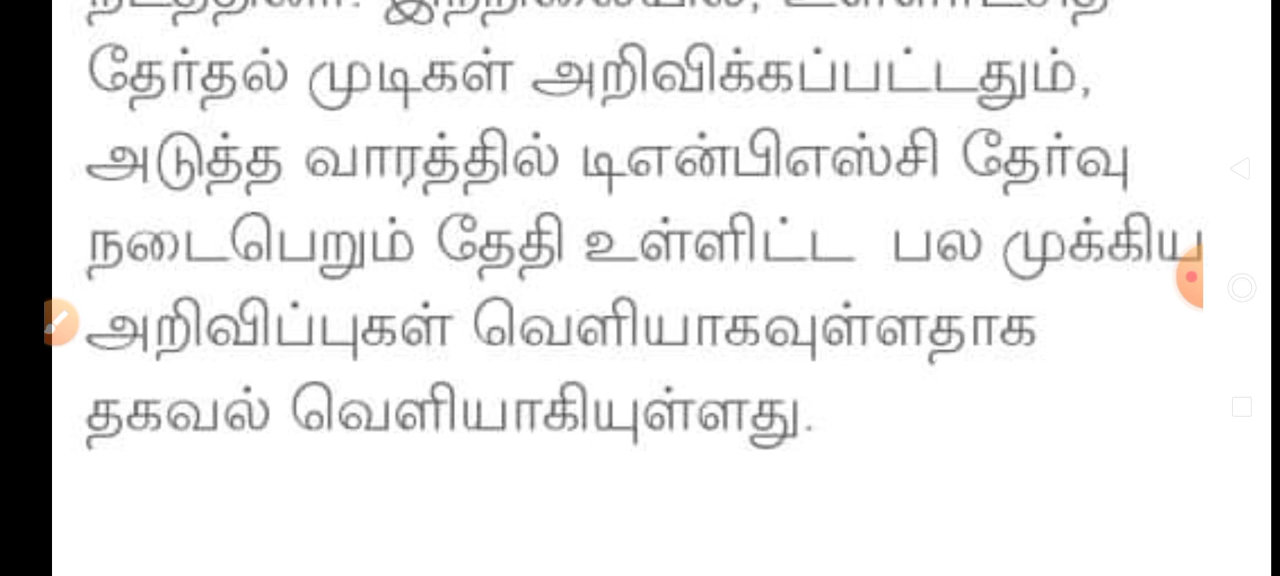 தேர்தல் முடிகள் அறிவிக்கப்பட்டதும்,
அடுத்த வாரத்தில் டிஎன்பிஎஸ்சி தேர்வு
நடைபெறும் தேதி உள்ளிட்ட பல முக்கிய
அறிவிப்புகள் வெளியாகவுள்ளதாக
தகவல் வெளியாகியுள்ளது.